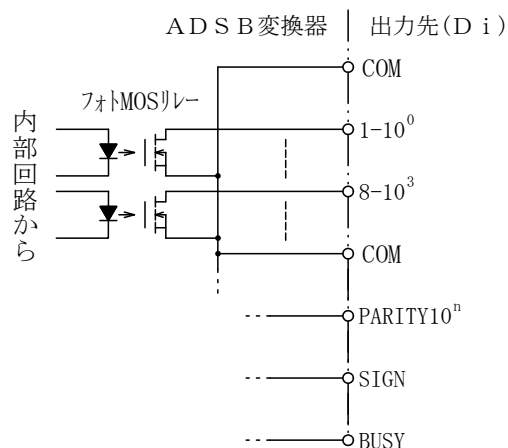 ADSB変換器
出力先(Di)
COM
フォトMOSリレー
内部回路から
1-10⁰
8-10³
COM
PARITY10ⁿ
SIGN
BUSY